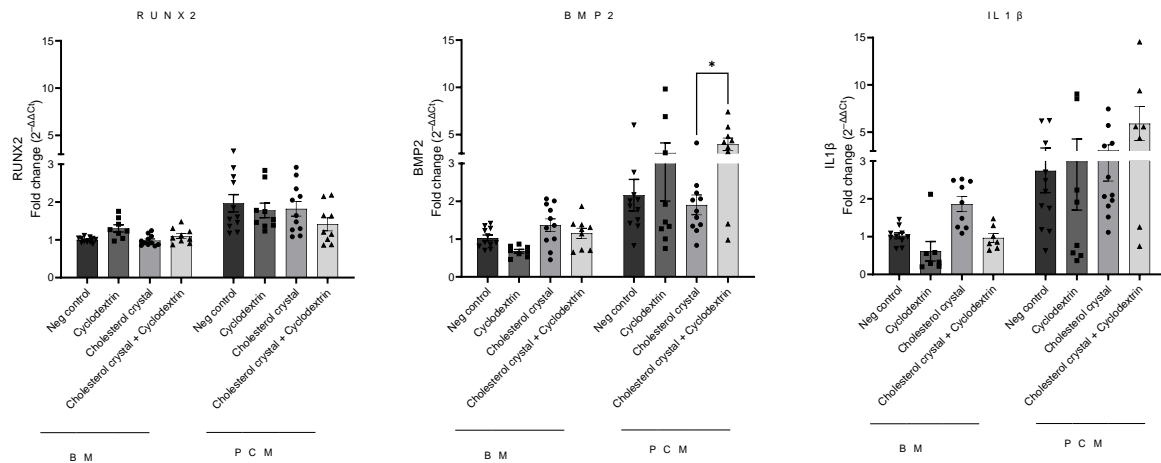 RUNX2
RUNX2
Fold change (2^−ΔΔCt)
15
10
5
3
2
1
0
Neg control
Cyclodextrin
Cholesterol crystal
Cholesterol crystal + Cyclodextrin
Neg control
Cyclodextrin
Cholesterol crystal
Cholesterol crystal + Cyclodextrin
BM
PCM
BMP2
BMP2
Fold change (2^−ΔΔCt)
15
10
5
3
2
1
0
*
Neg control
Cyclodextrin
Cholesterol crystal
Cholesterol crystal + Cyclodextrin
Neg control
Cyclodextrin
Cholesterol crystal
Cholesterol crystal + Cyclodextrin
BM
PCM
IL1β
IL1β
Fold change (2^−ΔΔCt)
15
10
5
3
2
1
0
Neg control
Cyclodextrin
Cholesterol crystal
Cholesterol crystal + Cyclodextrin
Neg control
Cyclodextrin
Cholesterol crystal
Cholesterol crystal + Cyclodextrin
BM
PCM